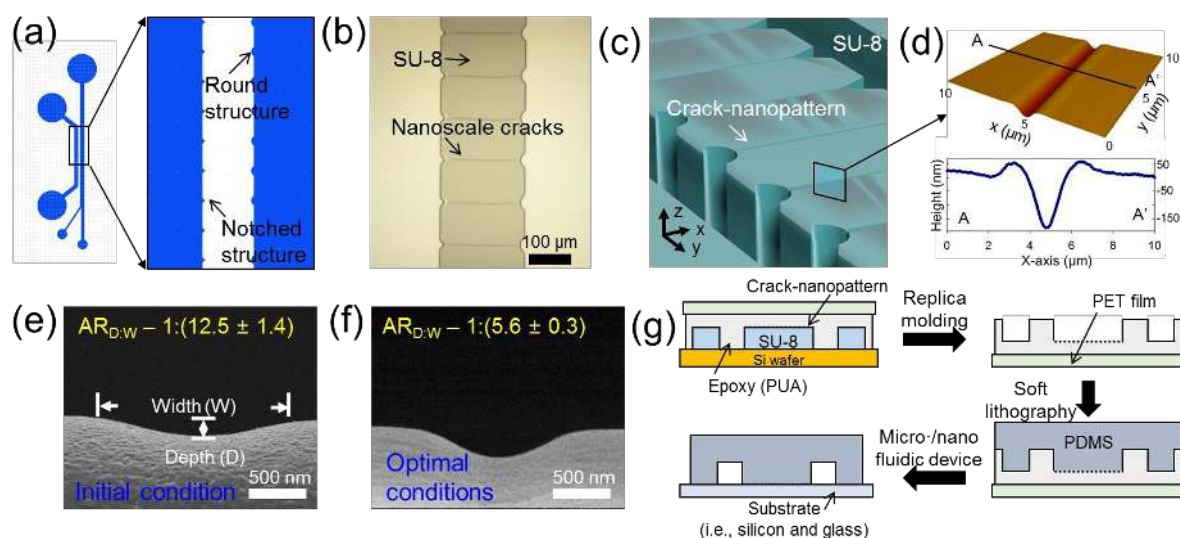 (a)
Round
structure
Notched
structure
(b)
SU-8
Nanoscale cracks
100 µm
(c)
SU-8
Crack-nanopattern
z
x
y
(d)
A
A'
10
5
0
x (µm)
y (µm)
5
10
Height (nm)
50
-50
-150
A
A'
0 2 4 6 8 10
X-axis (µm)
(e)
AR_D:W – 1:(12.5 ± 1.4)
Width (W)
Depth (D)
500 nm
Initial condition
(f)
AR_D:W – 1:(5.6 ± 0.3)
Optimal
conditions
500 nm
(g)
Crack-nanopattern
SU-8
Si wafer
Epoxy (PUA)
Replica
molding
PET film
Soft
lithography
PDMS
Micro-/nano
fluidic device
Substrate
(i.e., silicon and glass)